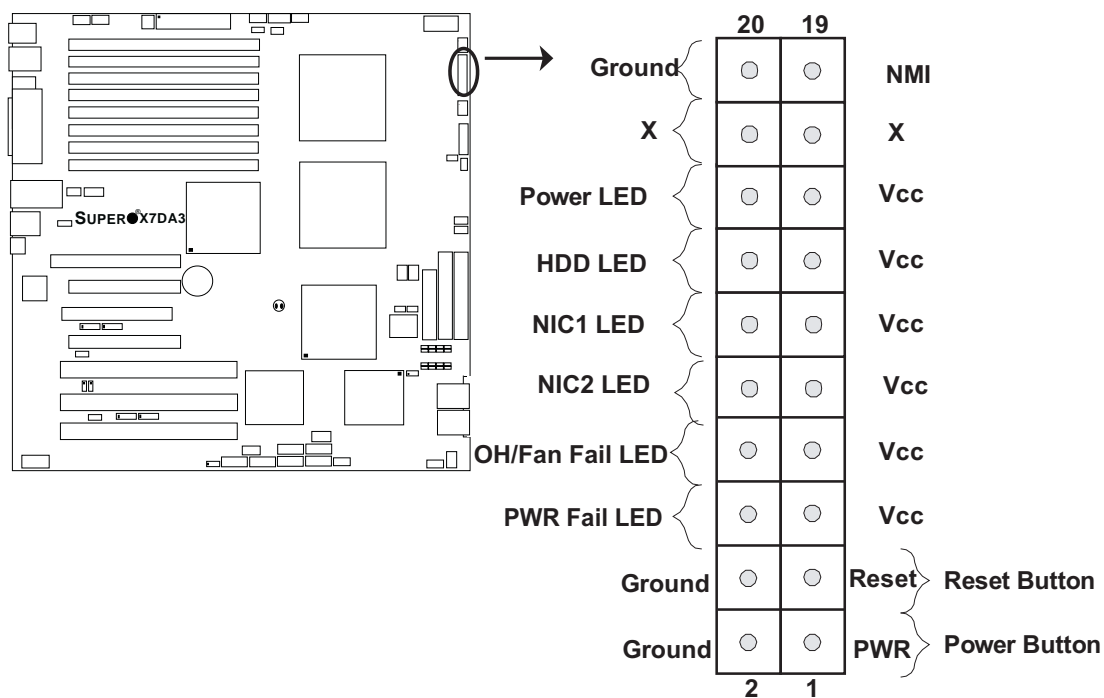 20 19
Ground NMI
X X
Power LED Vcc
SUPER®X7DA3
HDD LED Vcc
NIC1 LED Vcc
NIC2 LED Vcc
OH/Fan Fail LED Vcc
PWR Fail LED Vcc
Ground Reset Reset Button
Ground PWR Power Button
2 1